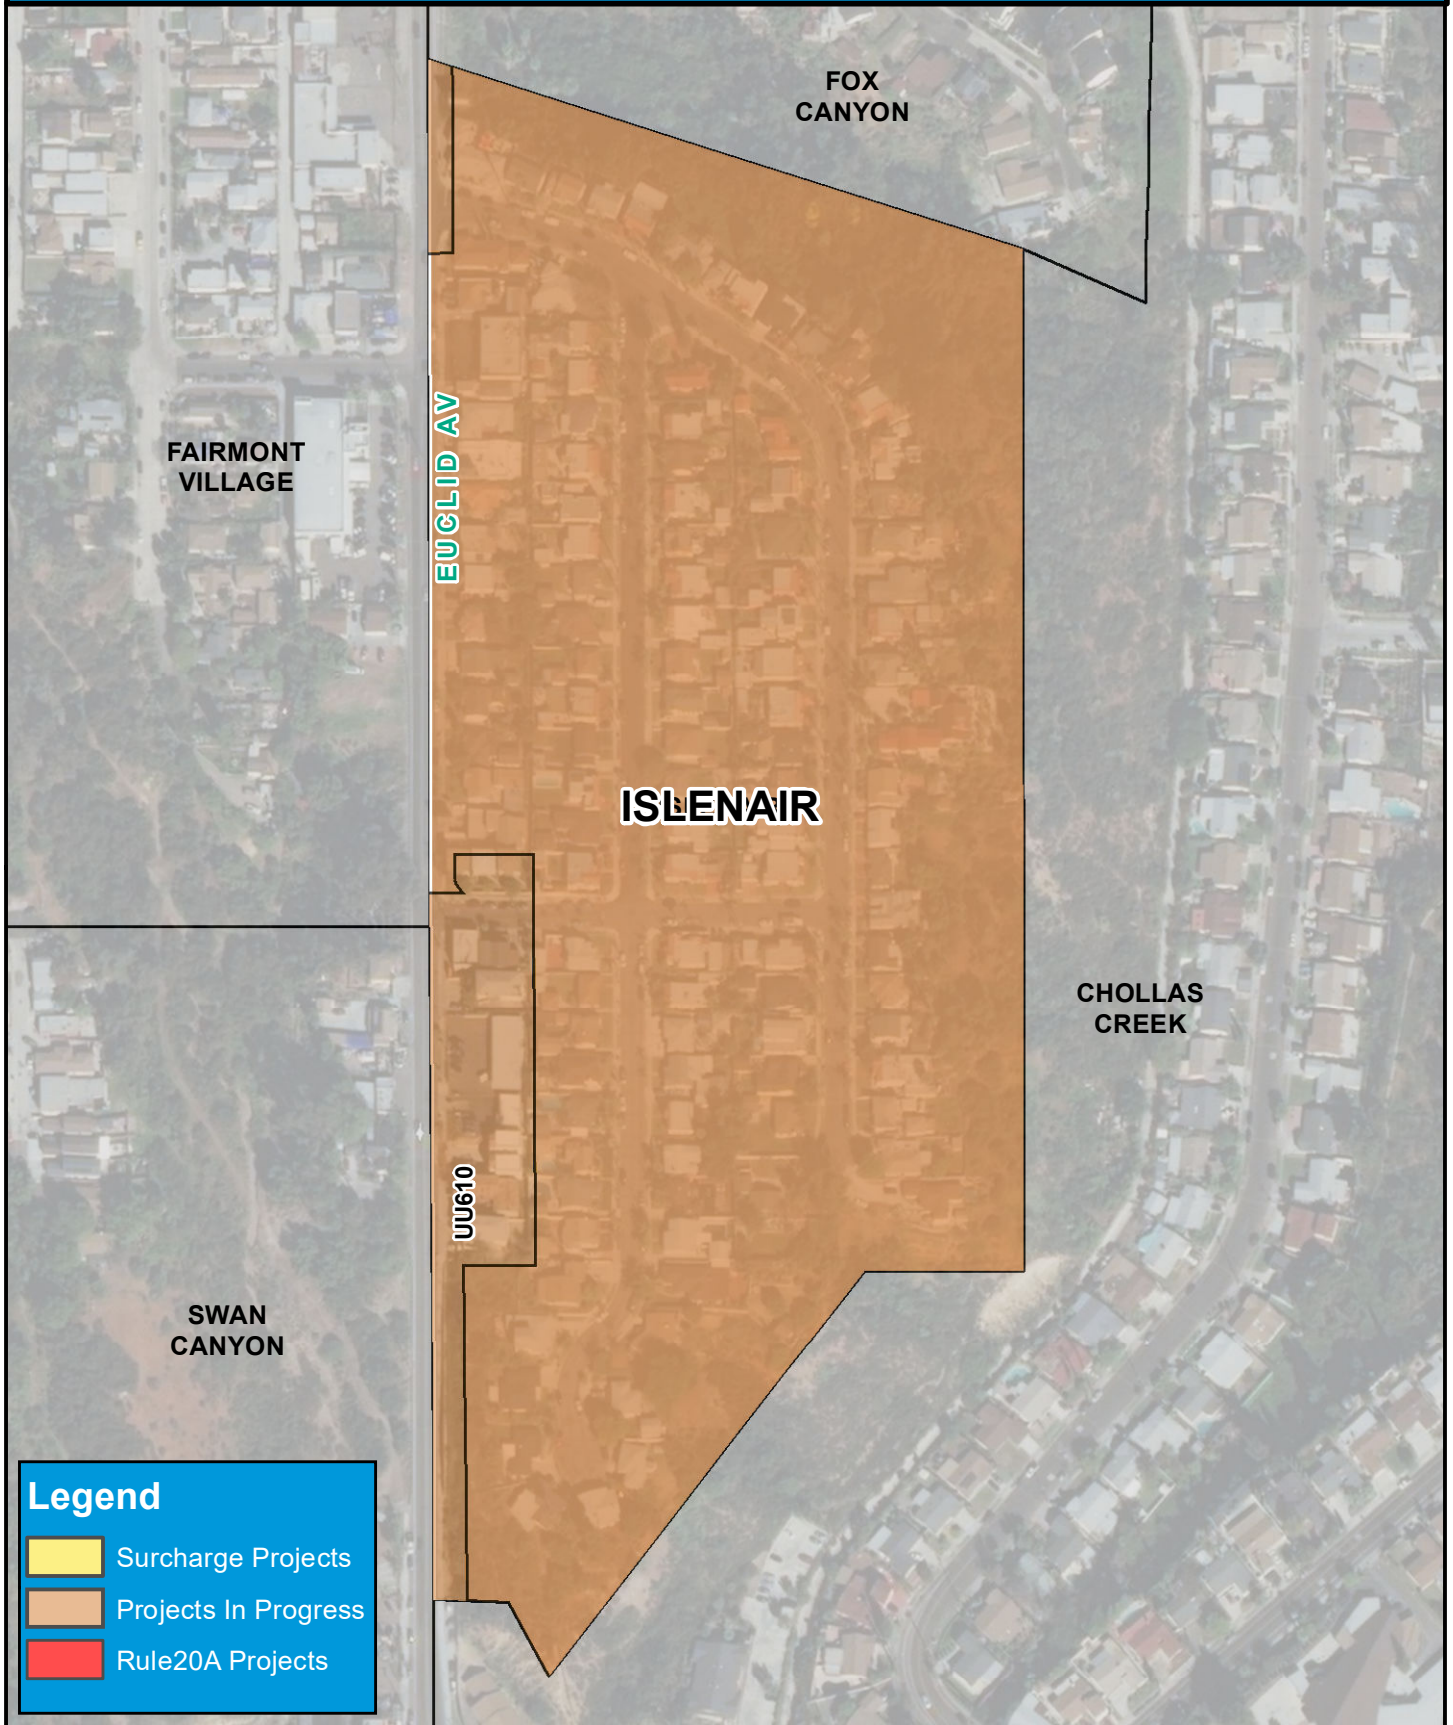 FOX
CANYON
FAIRMONT
VILLAGE
EUCLID AV
ISLENAIR
CHOLLAS
CREEK
UU610
SWAN
CANYON
Legend
Surcharge Projects
Projects In Progress
Rule20A Projects